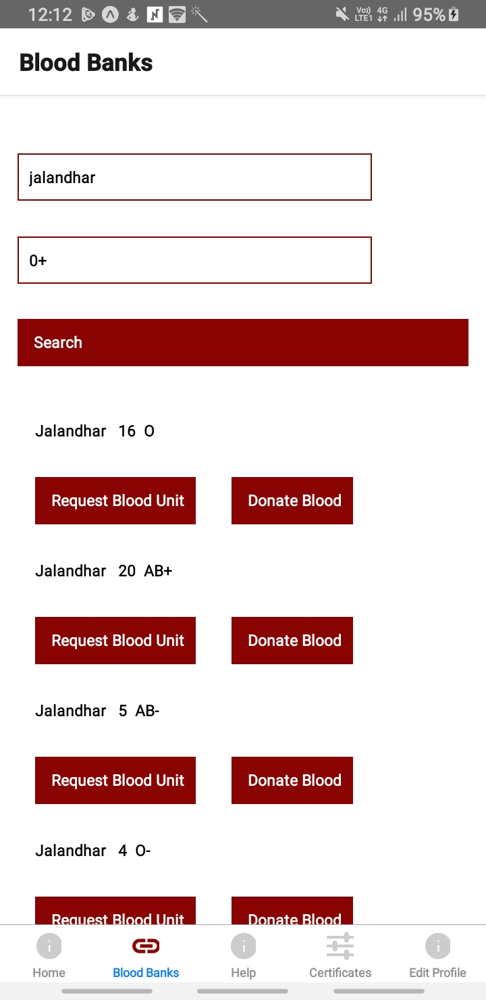 12:12 Vo)) LTE1 4G 95%
Blood Banks
jalandhar
0+
Search
Jalandhar 16 O
Request Blood Unit Donate Blood
Jalandhar 20 AB+
Request Blood Unit Donate Blood
Jalandhar 5 AB-
Request Blood Unit Donate Blood
Jalandhar 4 O-
Request Blood Unit Donate Blood
Home Blood Banks Help Certificates Edit Profile